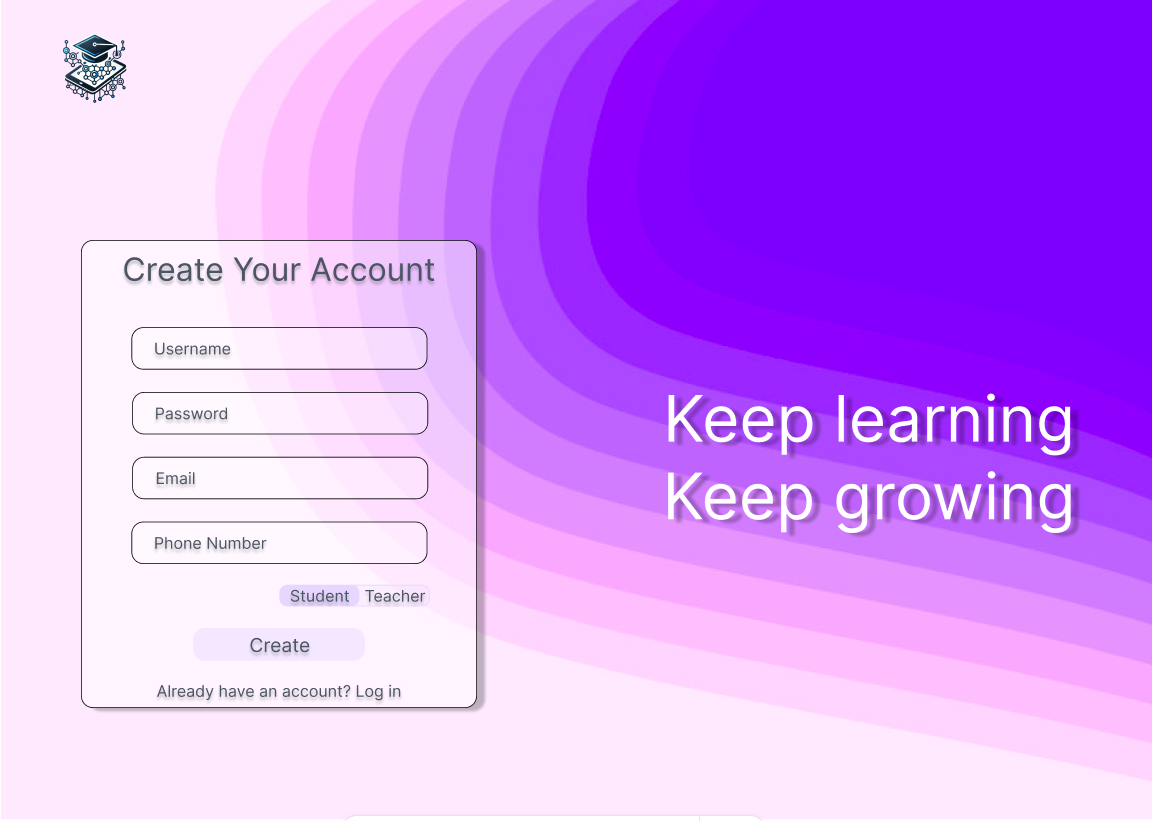 Create Your Account
Username
Password
Email
Phone Number
Student Teacher
Create
Already have an account? Log in
Keep learning
Keep growing